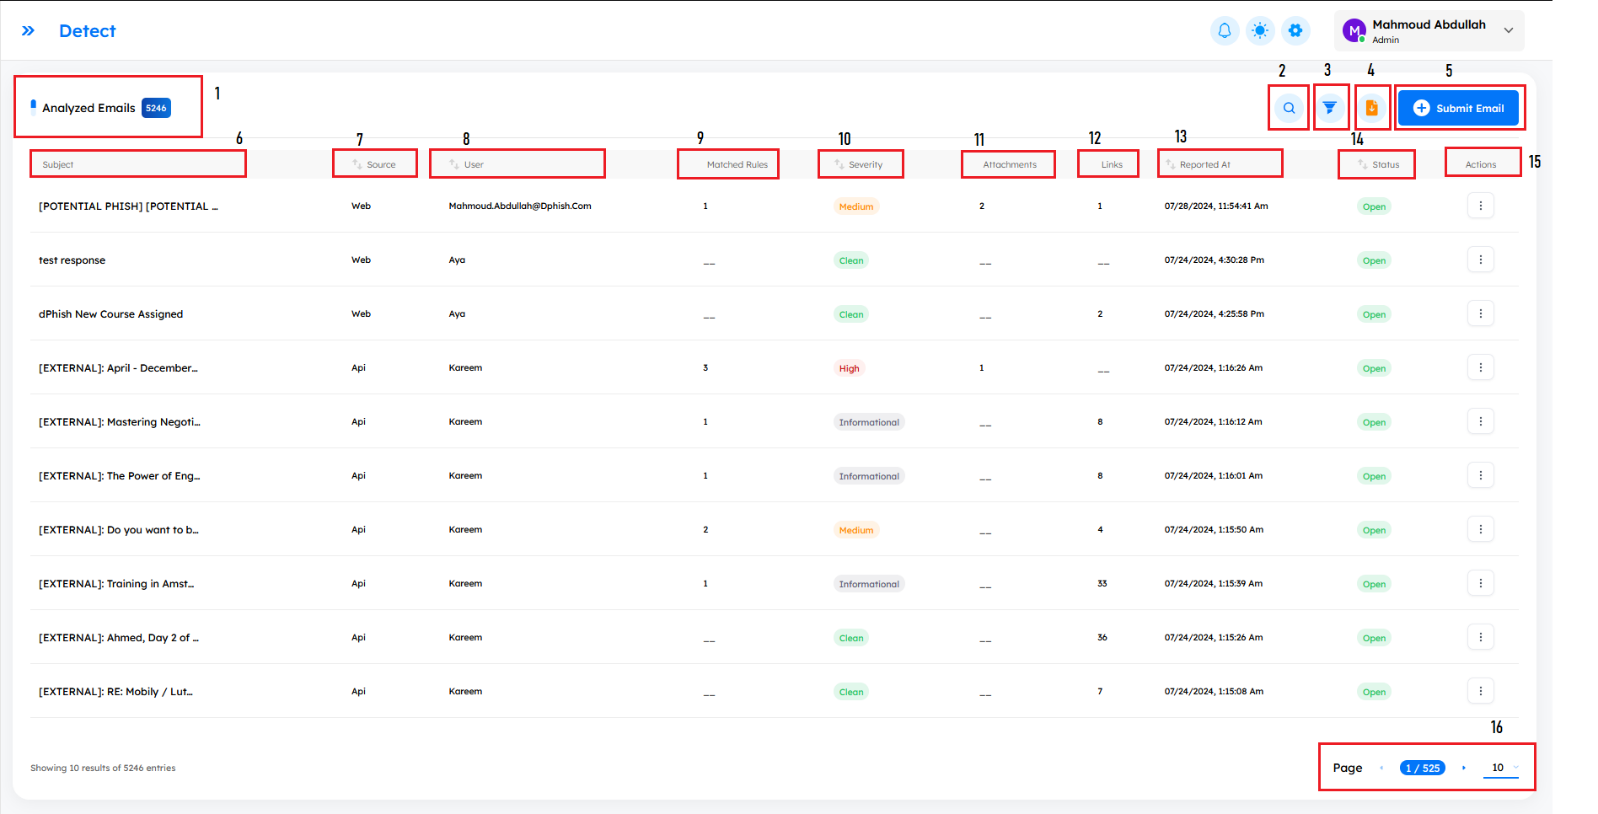 Detect
M
Mahmoud Abdullah
Admin
1
2
3
4
5
Analyzed Emails 5246
Submit Email
6
7
8
9
10
11
12
13
14
15
Subject Source User Matched Rules Severity Attachments Links Reported At Status Actions
[POTENTIAL PHISH] [POTENTIAL ... Web Mahmoud.Abdullah@Dphish.Com 1 Medium 2 1 07/28/2024, 11:54:41 Am Open
test response Web Aya __ Clean __ __ 07/24/2024, 4:30:28 Pm Open
dPhish New Course Assigned Web Aya __ Clean __ 2 07/24/2024, 4:25:58 Pm Open
[EXTERNAL]: April - December... Api Kareem 3 High 1 __ 07/24/2024, 1:16:26 Am Open
[EXTERNAL]: Mastering Negoti... Api Kareem 1 Informational __ 8 07/24/2024, 1:16:12 Am Open
[EXTERNAL]: The Power of Eng... Api Kareem 1 Informational __ 8 07/24/2024, 1:16:01 Am Open
[EXTERNAL]: Do you want to b... Api Kareem 2 Medium __ 4 07/24/2024, 1:15:50 Am Open
[EXTERNAL]: Training in Amst... Api Kareem 1 Informational __ 33 07/24/2024, 1:15:39 Am Open
[EXTERNAL]: Ahmed, Day 2 of ... Api Kareem __ Clean __ 36 07/24/2024, 1:15:26 Am Open
[EXTERNAL]: RE: Mobily / Lut... Api Kareem __ Clean __ 7 07/24/2024, 1:15:08 Am Open
16
Showing 10 results of 5246 entries
Page 1 / 525 10